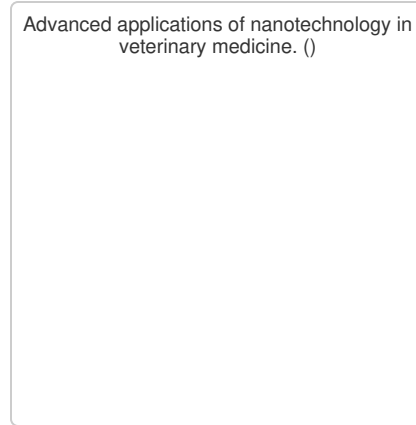 Advanced applications of nanotechnology in
veterinary medicine. ()